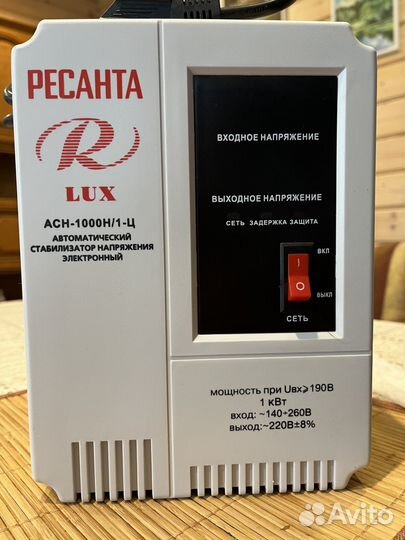 РЕСАНТА
R
LUX
АСН-1000Н/1-Ц
АВТОМАТИЧЕСКИЙ
СТАБИЛИЗАТОР НАПРЯЖЕНИЯ
ЭЛЕКТРОННЫЙ
ВХОДНОЕ НАПРЯЖЕНИЕ
ВЫХОДНОЕ НАПРЯЖЕНИЕ
СЕТЬ ЗАДЕРЖКА ЗАЩИТА
ВКЛ
I
O
ВЫКЛ
СЕТЬ
мощность при Uвх⩾190В
1 кВт
вход: ~140÷260В
выход:~220В±8%
Avito